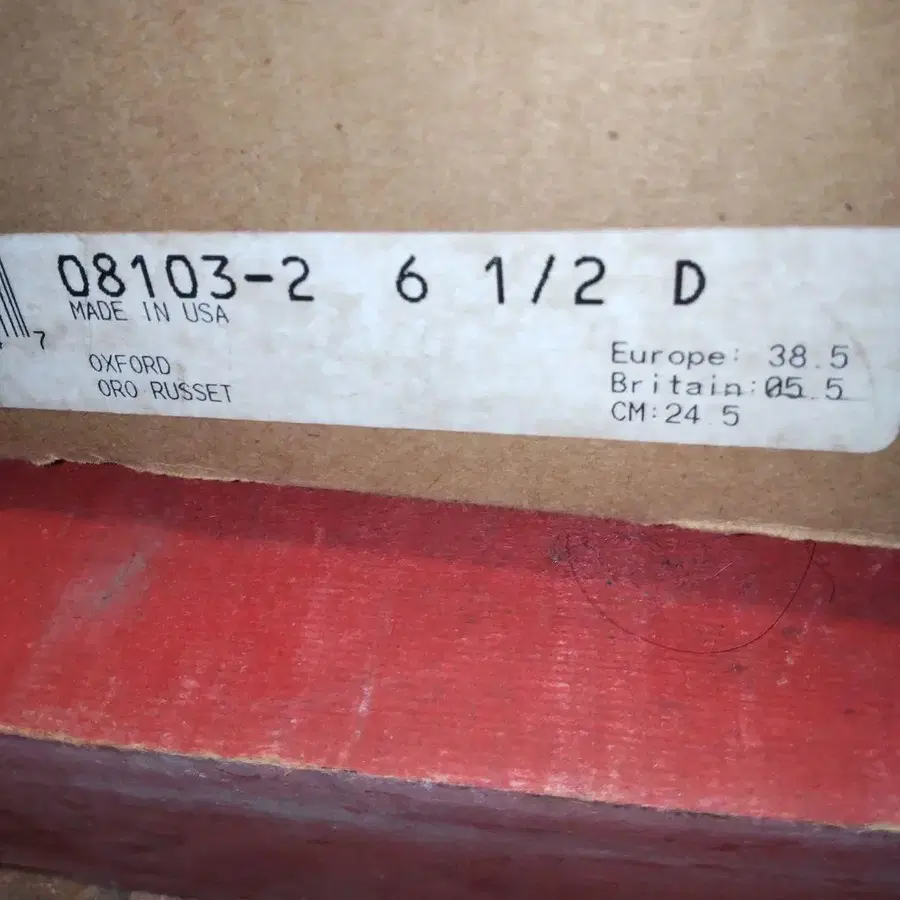 08103-2 6 1/2 D
MADE IN USA
7
OXFORD
ORO RUSSET
Europe: 38.5
Britain:05.5
CM:24.5